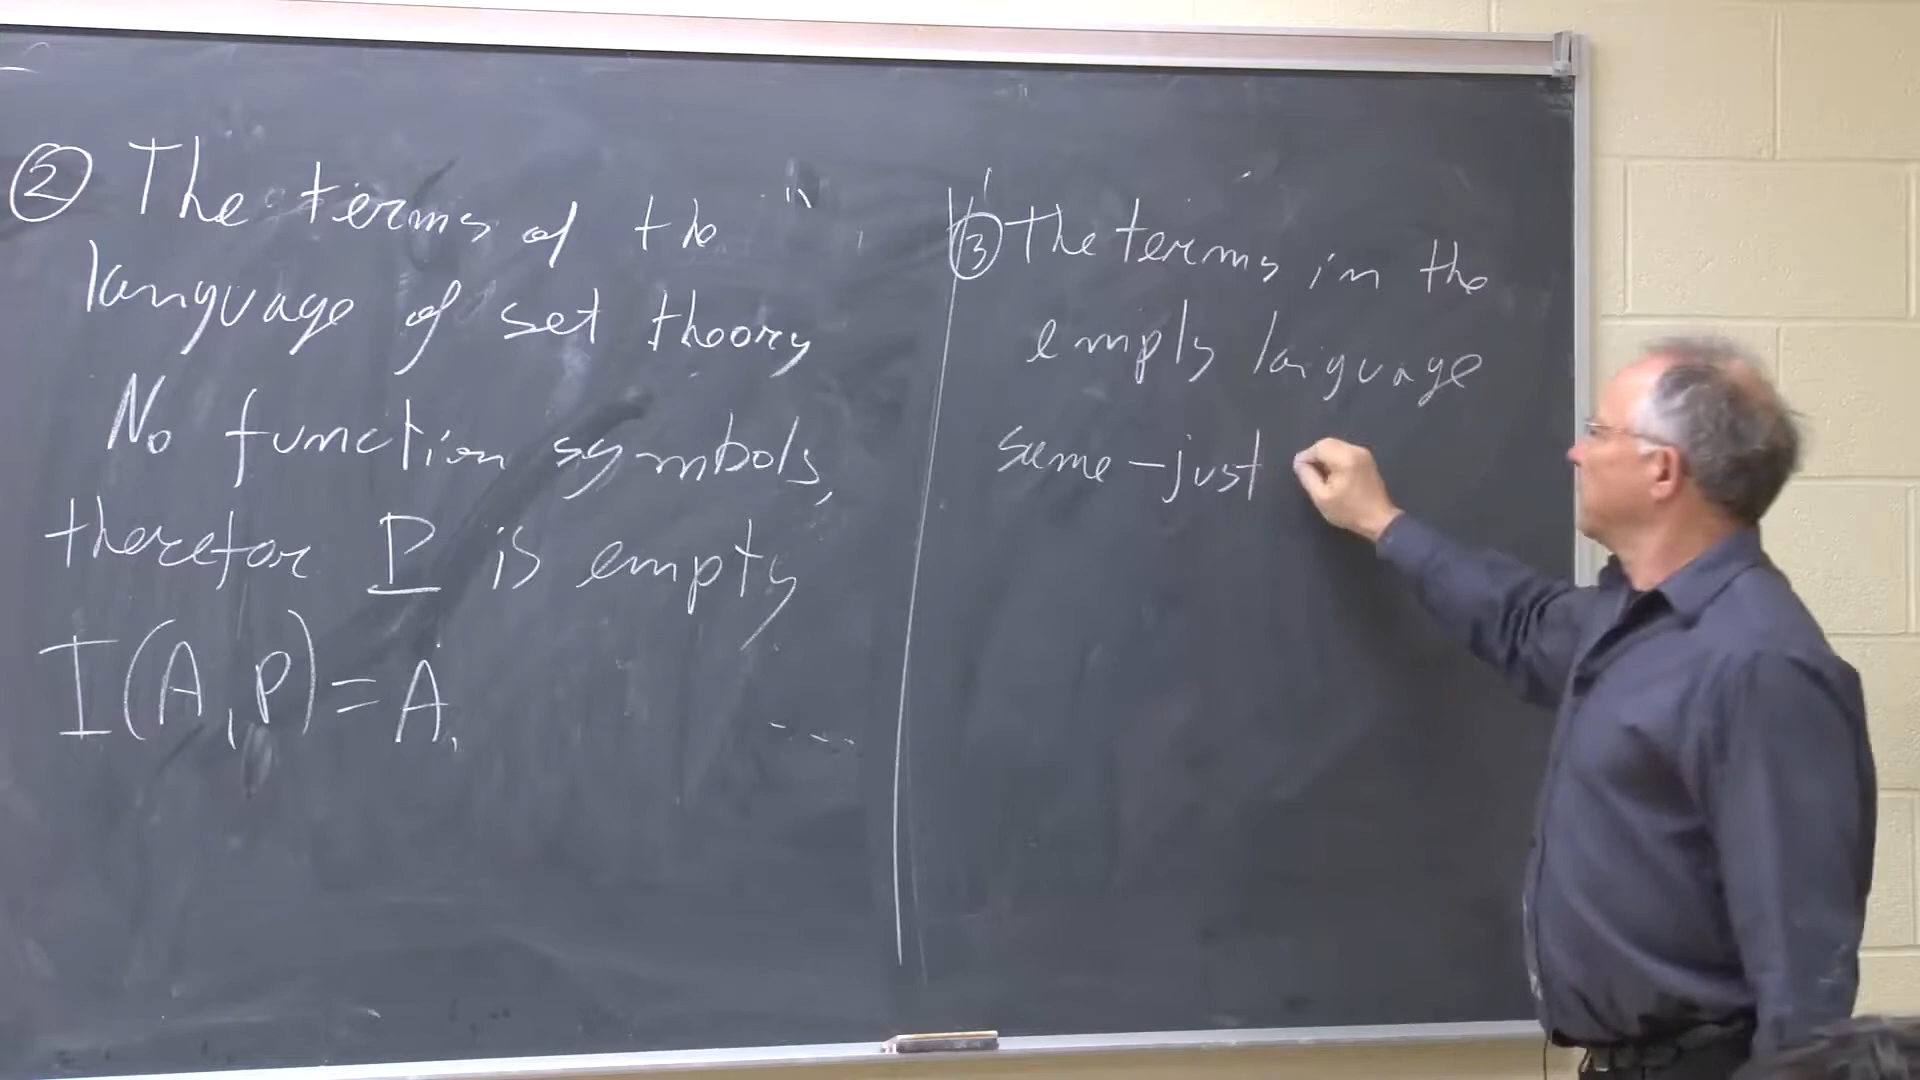 ② The terms of the
language of set theory
No function symbols,
therefor P is empty
I(A, P) = A.
③ The terms in the
empty language
same – just